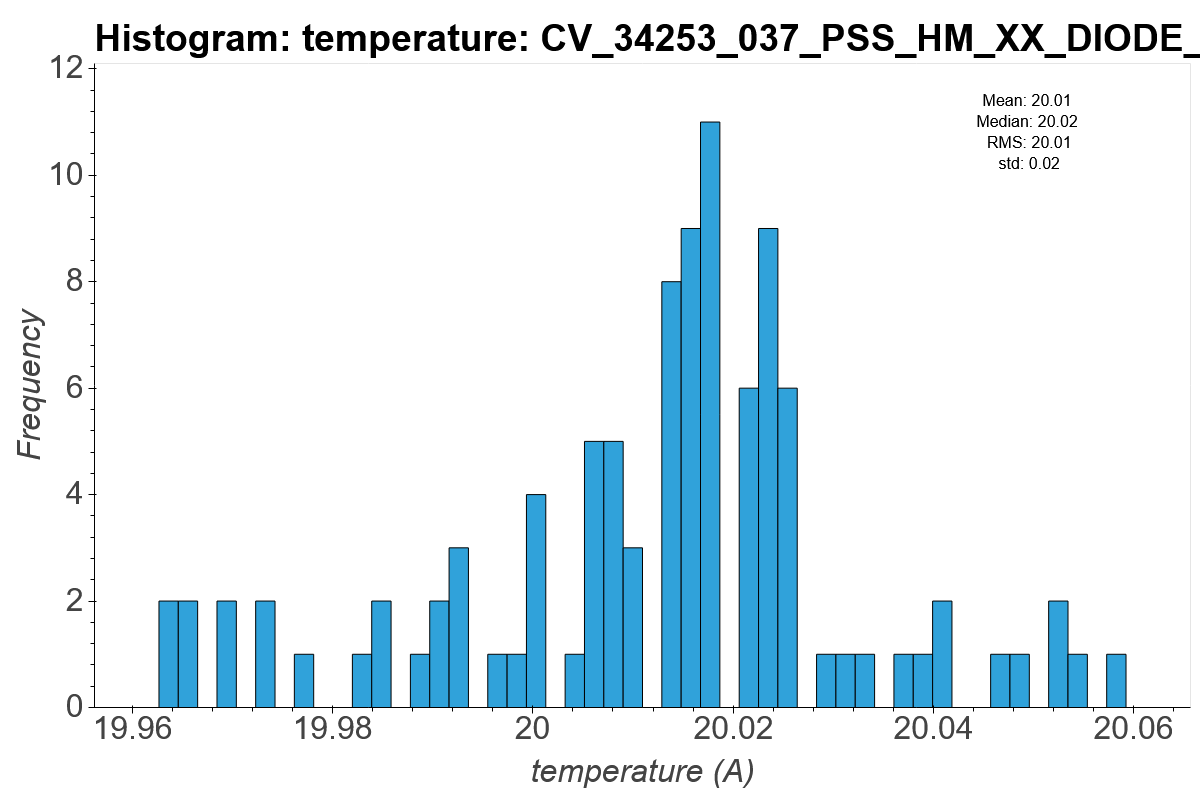 Histogram: temperature: CV_34253_037_PSS_HM_XX_DIODE_
Mean: 20.01
Median: 20.02
RMS: 20.01
std: 0.02
12
10
8
6
4
2
0
Frequency
19.96 19.98 20 20.02 20.04 20.06
temperature (A)